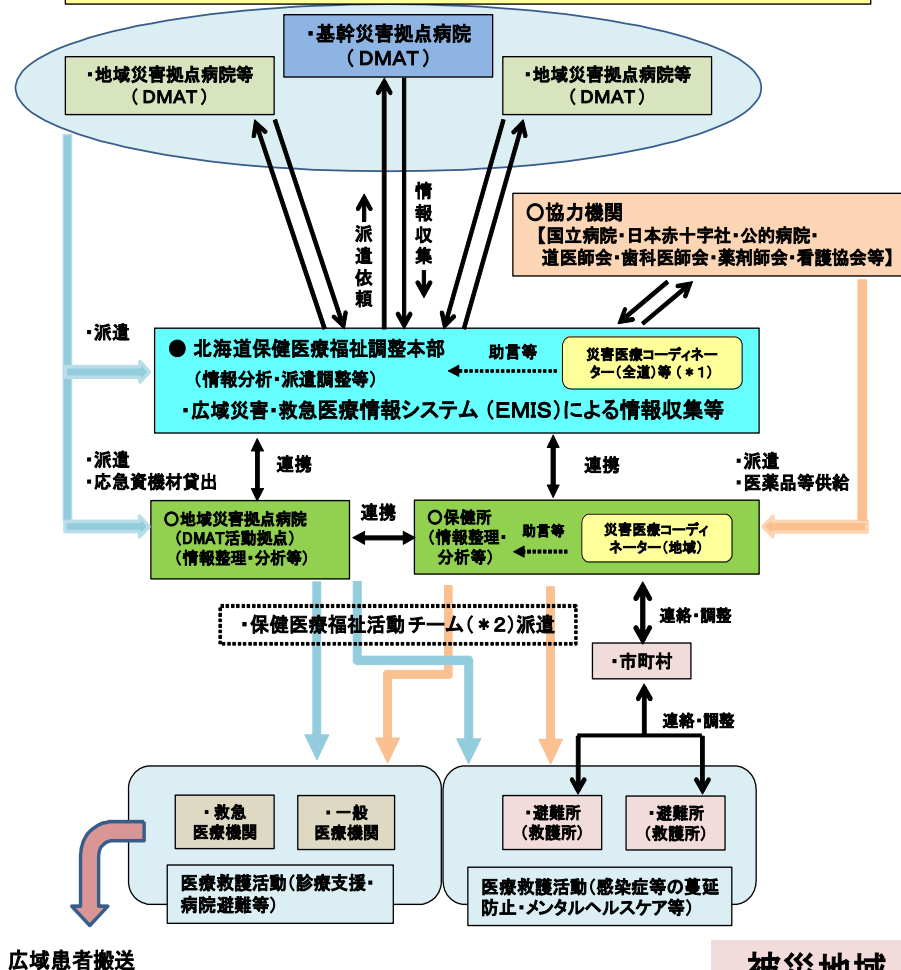 ・基幹災害拠点病院
（DMAT）
・地域災害拠点病院等
（DMAT）
・地域災害拠点病院等
（DMAT）
派遣依頼
情報収集
○協力機関
【国立病院・日本赤十字社・公的病院・
道医師会・歯科医師会・薬剤師会・看護協会等】
・派遣
● 北海道保健医療福祉調整本部
（情報分析・派遣調整等）
助言等
災害医療コーディネー
ター（全道）等（＊１）
・広域災害・救急医療情報システム（EMIS）による情報収集等
・派遣
・応急資機材貸出
連携
連携
・派遣
・医薬品等供給
○地域災害拠点病院
（DMAT活動拠点）
（情報整理・分析等）
連携
○保健所
（情報整理・
分析等）
助言等
災害医療コーディ
ネーター（地域）
・保健医療福祉活動チーム（＊２）派遣
連絡・調整
・市町村
連絡・調整
・救急
医療機関
・一般
医療機関
・避難所
（救護所）
・避難所
（救護所）
医療救護活動（診療支援・
病院避難等）
医療救護活動（感染症等の蔓延
防止・メンタルヘルスケア等）
広域患者搬送
被災地域